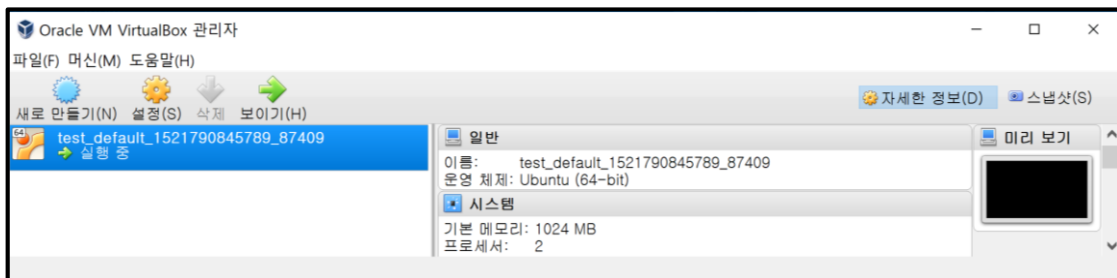 Oracle VM VirtualBox 관리자
파일(F) 머신(M) 도움말(H)
새로 만들기(N) 설정(S) 삭제 보이기(H) 자세한 정보(D) 스냅샷(S)
64
test_default_1521790845789_87409
실행 중
일반
이름: test_default_1521790845789_87409
운영 체제: Ubuntu (64-bit)
시스템
기본 메모리: 1024 MB
프로세서: 2
미리 보기